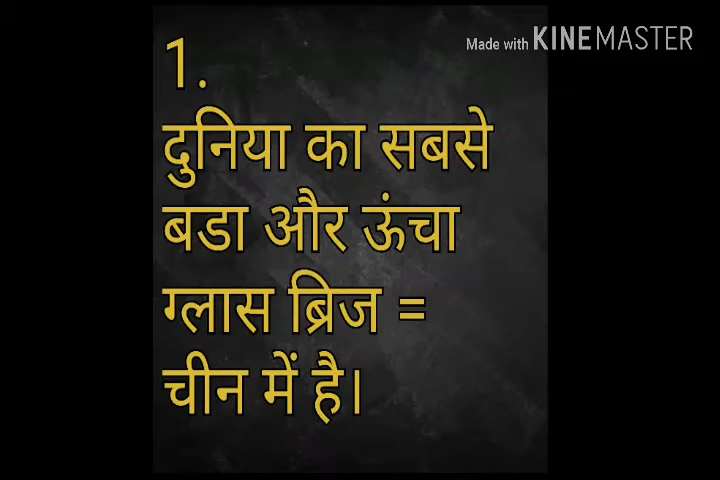 Made with KINEMASTER
1.
दुनिया का सबसे
बडा और ऊंचा
ग्लास ब्रिज =
चीन में है।